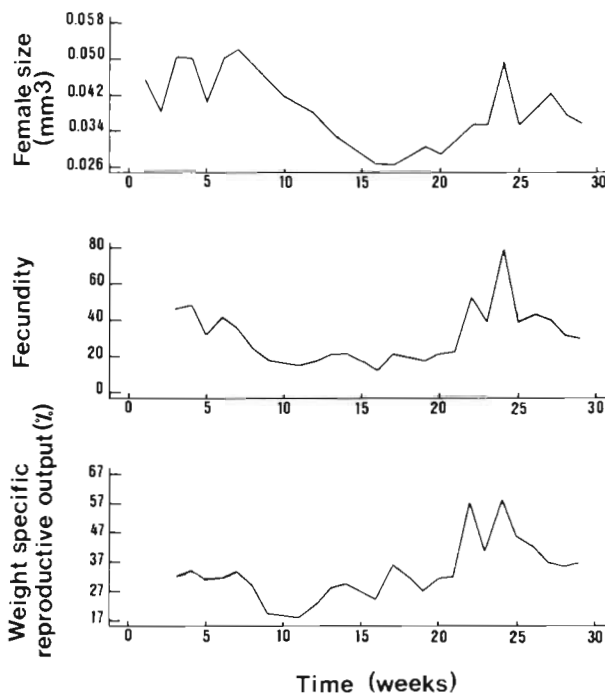 Female size
(mm3)
0.058
0.050
0.042
0.034
0.026
0 5 10 15 20 25 30
Fecundity
80
60
40
20
0
0 5 10 15 20 25 30
Weight specific
reproductive output (%)
67
57
47
37
27
17
0 5 10 15 20 25 30
Time (weeks)